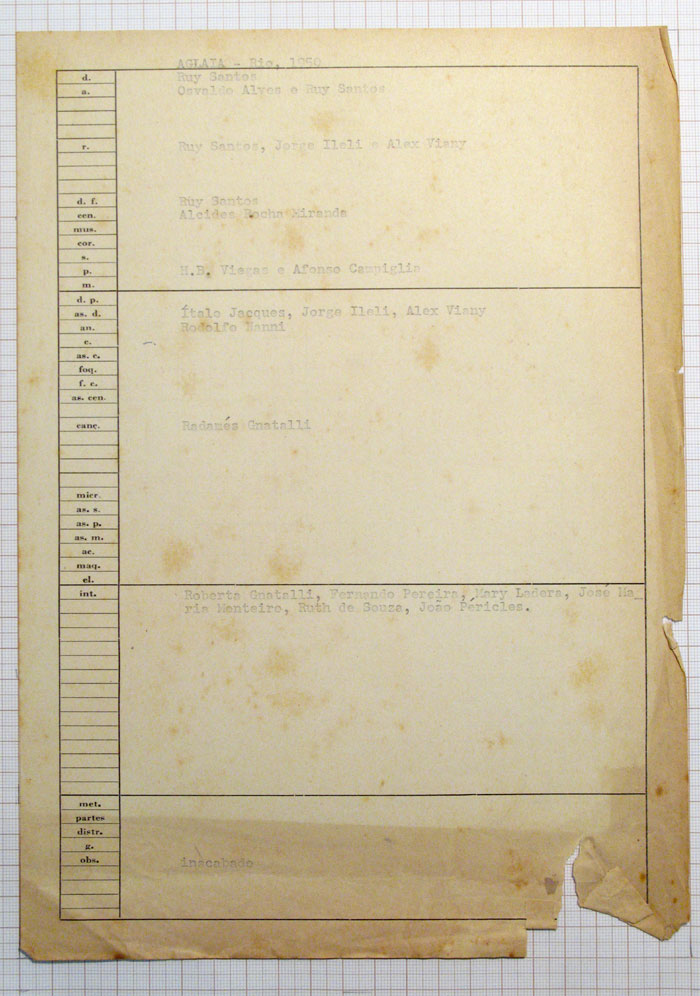 AGLAIA - Rio, 1950
d. Ruy Santos
a. Osvaldo Alves e Ruy Santos
r. Ruy Santos, Jorge Ileli e Alex Viany
d. f. Ruy Santos
cen. Alcides Rocha Miranda
mus.
cor.
s.
p. H.B. Viegas e Afonso Campiglia
m.
d. p.
as. d. Ítalo Jacques, Jorge Ileli, Alex Viany
an. Rodolfo Nanni
c.
as. c.
foq.
f. c.
as. cen.
canç. Radamés Gnatalli
micr.
as. s.
as. p.
as. m.
ac.
maq.
el.
int. Roberto Gnatalli, Fernando Pereira, Mary Ladera, José Ma_
ria Monteiro, Ruth de Souza, João Péricles.
met.
partes
distr.
g.
obs. inacabado